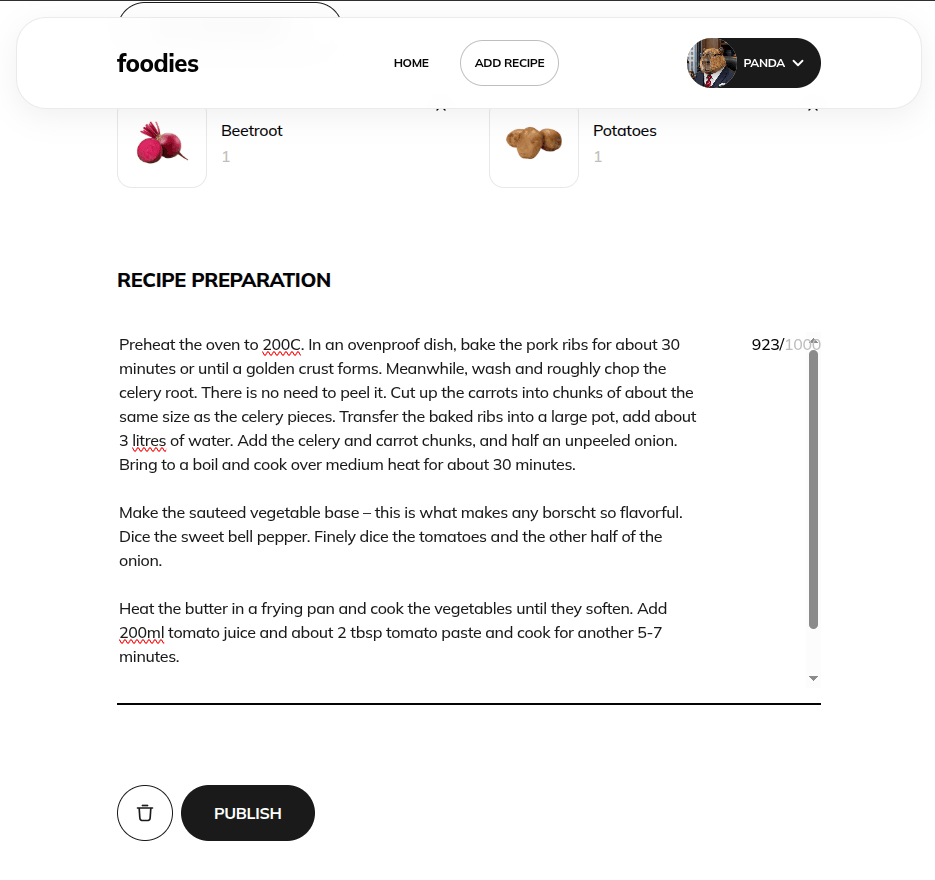 foodies
HOME
ADD RECIPE
PANDA
Beetroot
1
Potatoes
1
RECIPE PREPARATION
Preheat the oven to 200C. In an ovenproof dish, bake the pork ribs for about 30
minutes or until a golden crust forms. Meanwhile, wash and roughly chop the
celery root. There is no need to peel it. Cut up the carrots into chunks of about the
same size as the celery pieces. Transfer the baked ribs into a large pot, add about
3 litres of water. Add the celery and carrot chunks, and half an unpeeled onion.
Bring to a boil and cook over medium heat for about 30 minutes.
Make the sauteed vegetable base – this is what makes any borscht so flavorful.
Dice the sweet bell pepper. Finely dice the tomatoes and the other half of the
onion.
Heat the butter in a frying pan and cook the vegetables until they soften. Add
200ml tomato juice and about 2 tbsp tomato paste and cook for another 5-7
minutes.
923/1000
PUBLISH